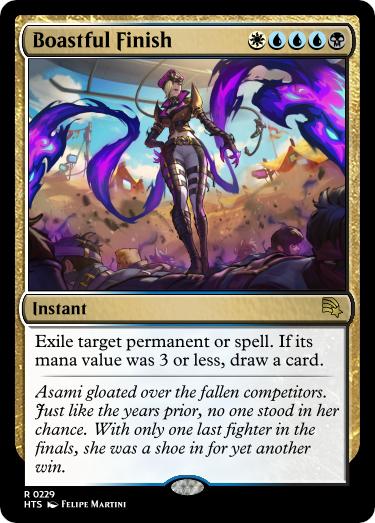 Boastful Finish
Instant
Exile target permanent or spell. If its
mana value was 3 or less, draw a card.
Asami gloated over the fallen competitors.
Just like the years prior, no one stood in her
chance. With only one last fighter in the
finals, she was a shoe in for yet another
win.
R 0229
HTS Felipe Martini